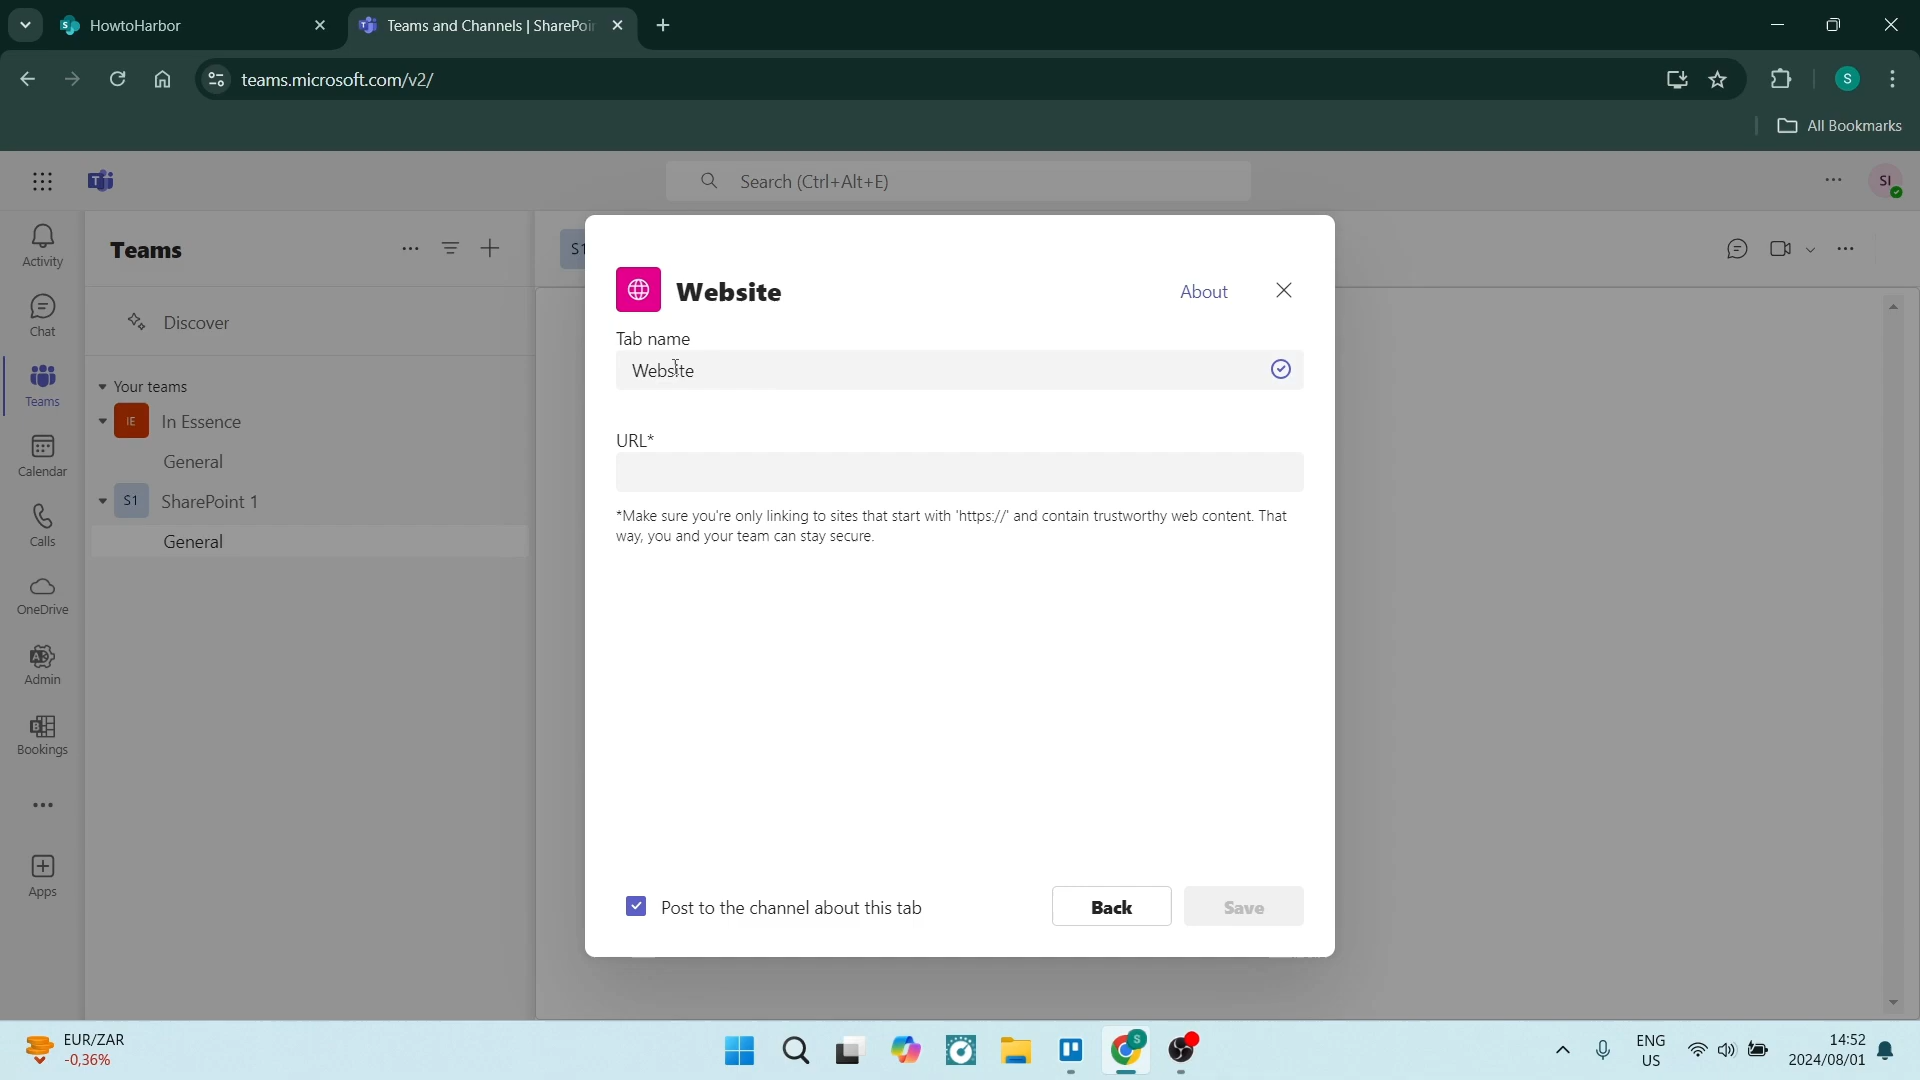 HowtoHarbor
Teams and Channels | SharePoin
teams.microsoft.com/v2/
S
All Bookmarks
Search (Ctrl+Alt+E)
SI
Activity
Chat
Teams
Calendar
Calls
OneDrive
Admin
Bookings
Apps
Teams
Discover
Your teams
IE In Essence
General
S1 SharePoint 1
General
S1
Website
About
Tab name
Website
URL*
*Make sure you're only linking to sites that start with 'https://' and contain trustworthy web content. That
way, you and your team can stay secure.
Post to the channel about this tab
Back
Save
EUR/ZAR
-0,36%
ENG
US
14:52
2024/08/01